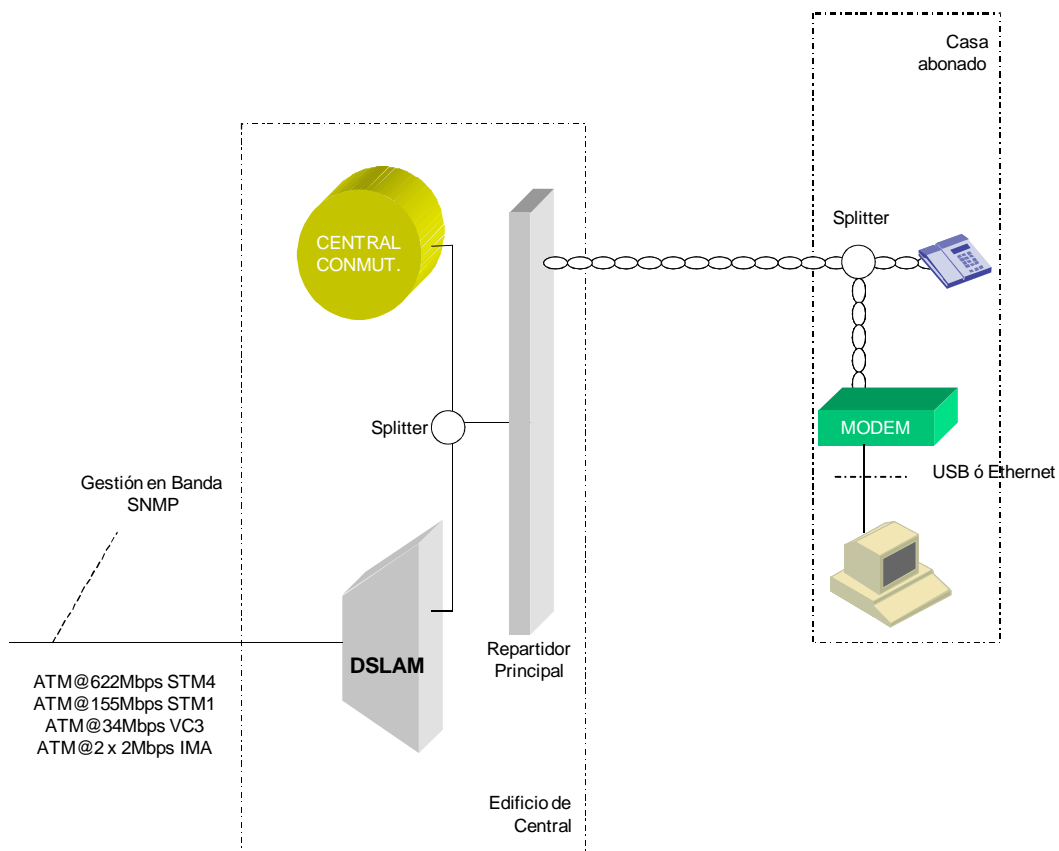 Casa
abonado
Splitter
CENTRAL
CONMUT.
Splitter
MODEM
USB ó Ethernet
Gestión en Banda
SNMP
DSLAM
Repartidor
Principal
ATM@622Mbps STM4
ATM@155Mbps STM1
ATM@34Mbps VC3
ATM@2 x 2Mbps IMA
Edificio de
Central